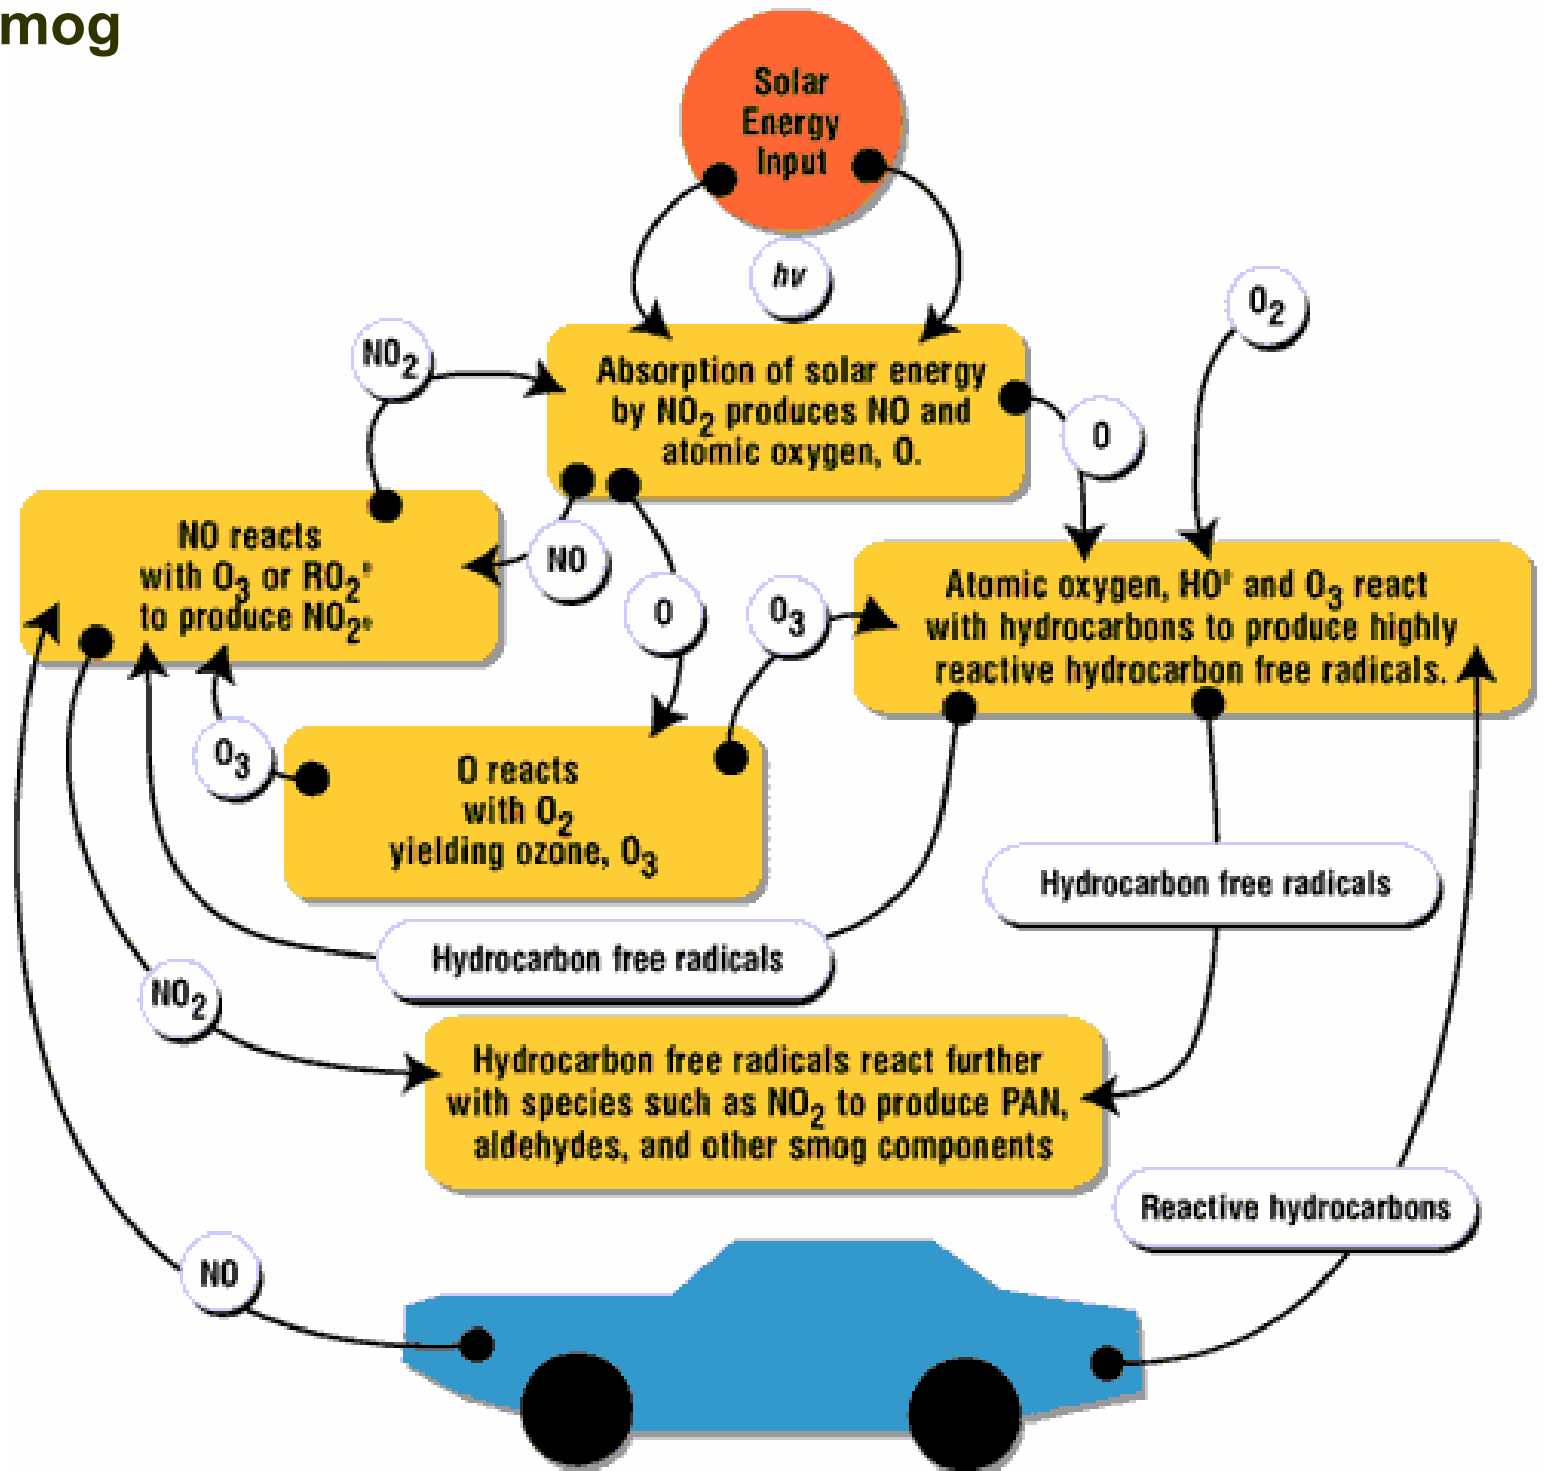 mog
Solar
Energy
Input
hv
O2
NO2
Absorption of solar energy
by NO2 produces NO and
atomic oxygen, O.
O
NO reacts
with O3 or RO2•
to produce NO2•
NO
O
O3
Atomic oxygen, HO• and O3 react
with hydrocarbons to produce highly
reactive hydrocarbon free radicals.
O3
O reacts
with O2
yielding ozone, O3
Hydrocarbon free radicals
Hydrocarbon free radicals
NO2
Hydrocarbon free radicals react further
with species such as NO2 to produce PAN,
aldehydes, and other smog components
Reactive hydrocarbons
NO